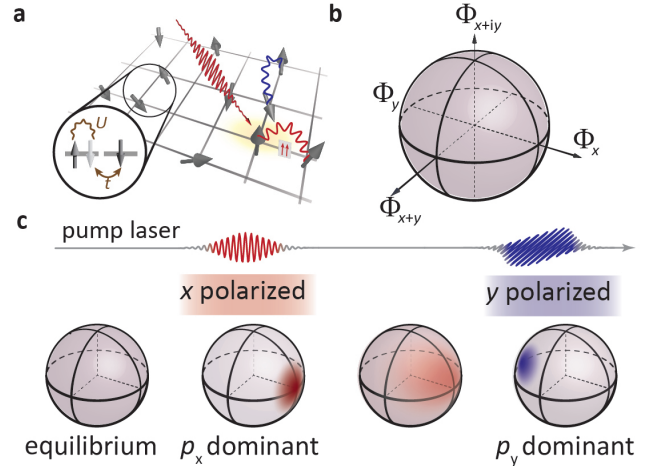 a
U
t
b
Φx+iy
Φy
Φx
Φx+y
c
pump laser
x polarized
y polarized
equilibrium
px dominant
py dominant